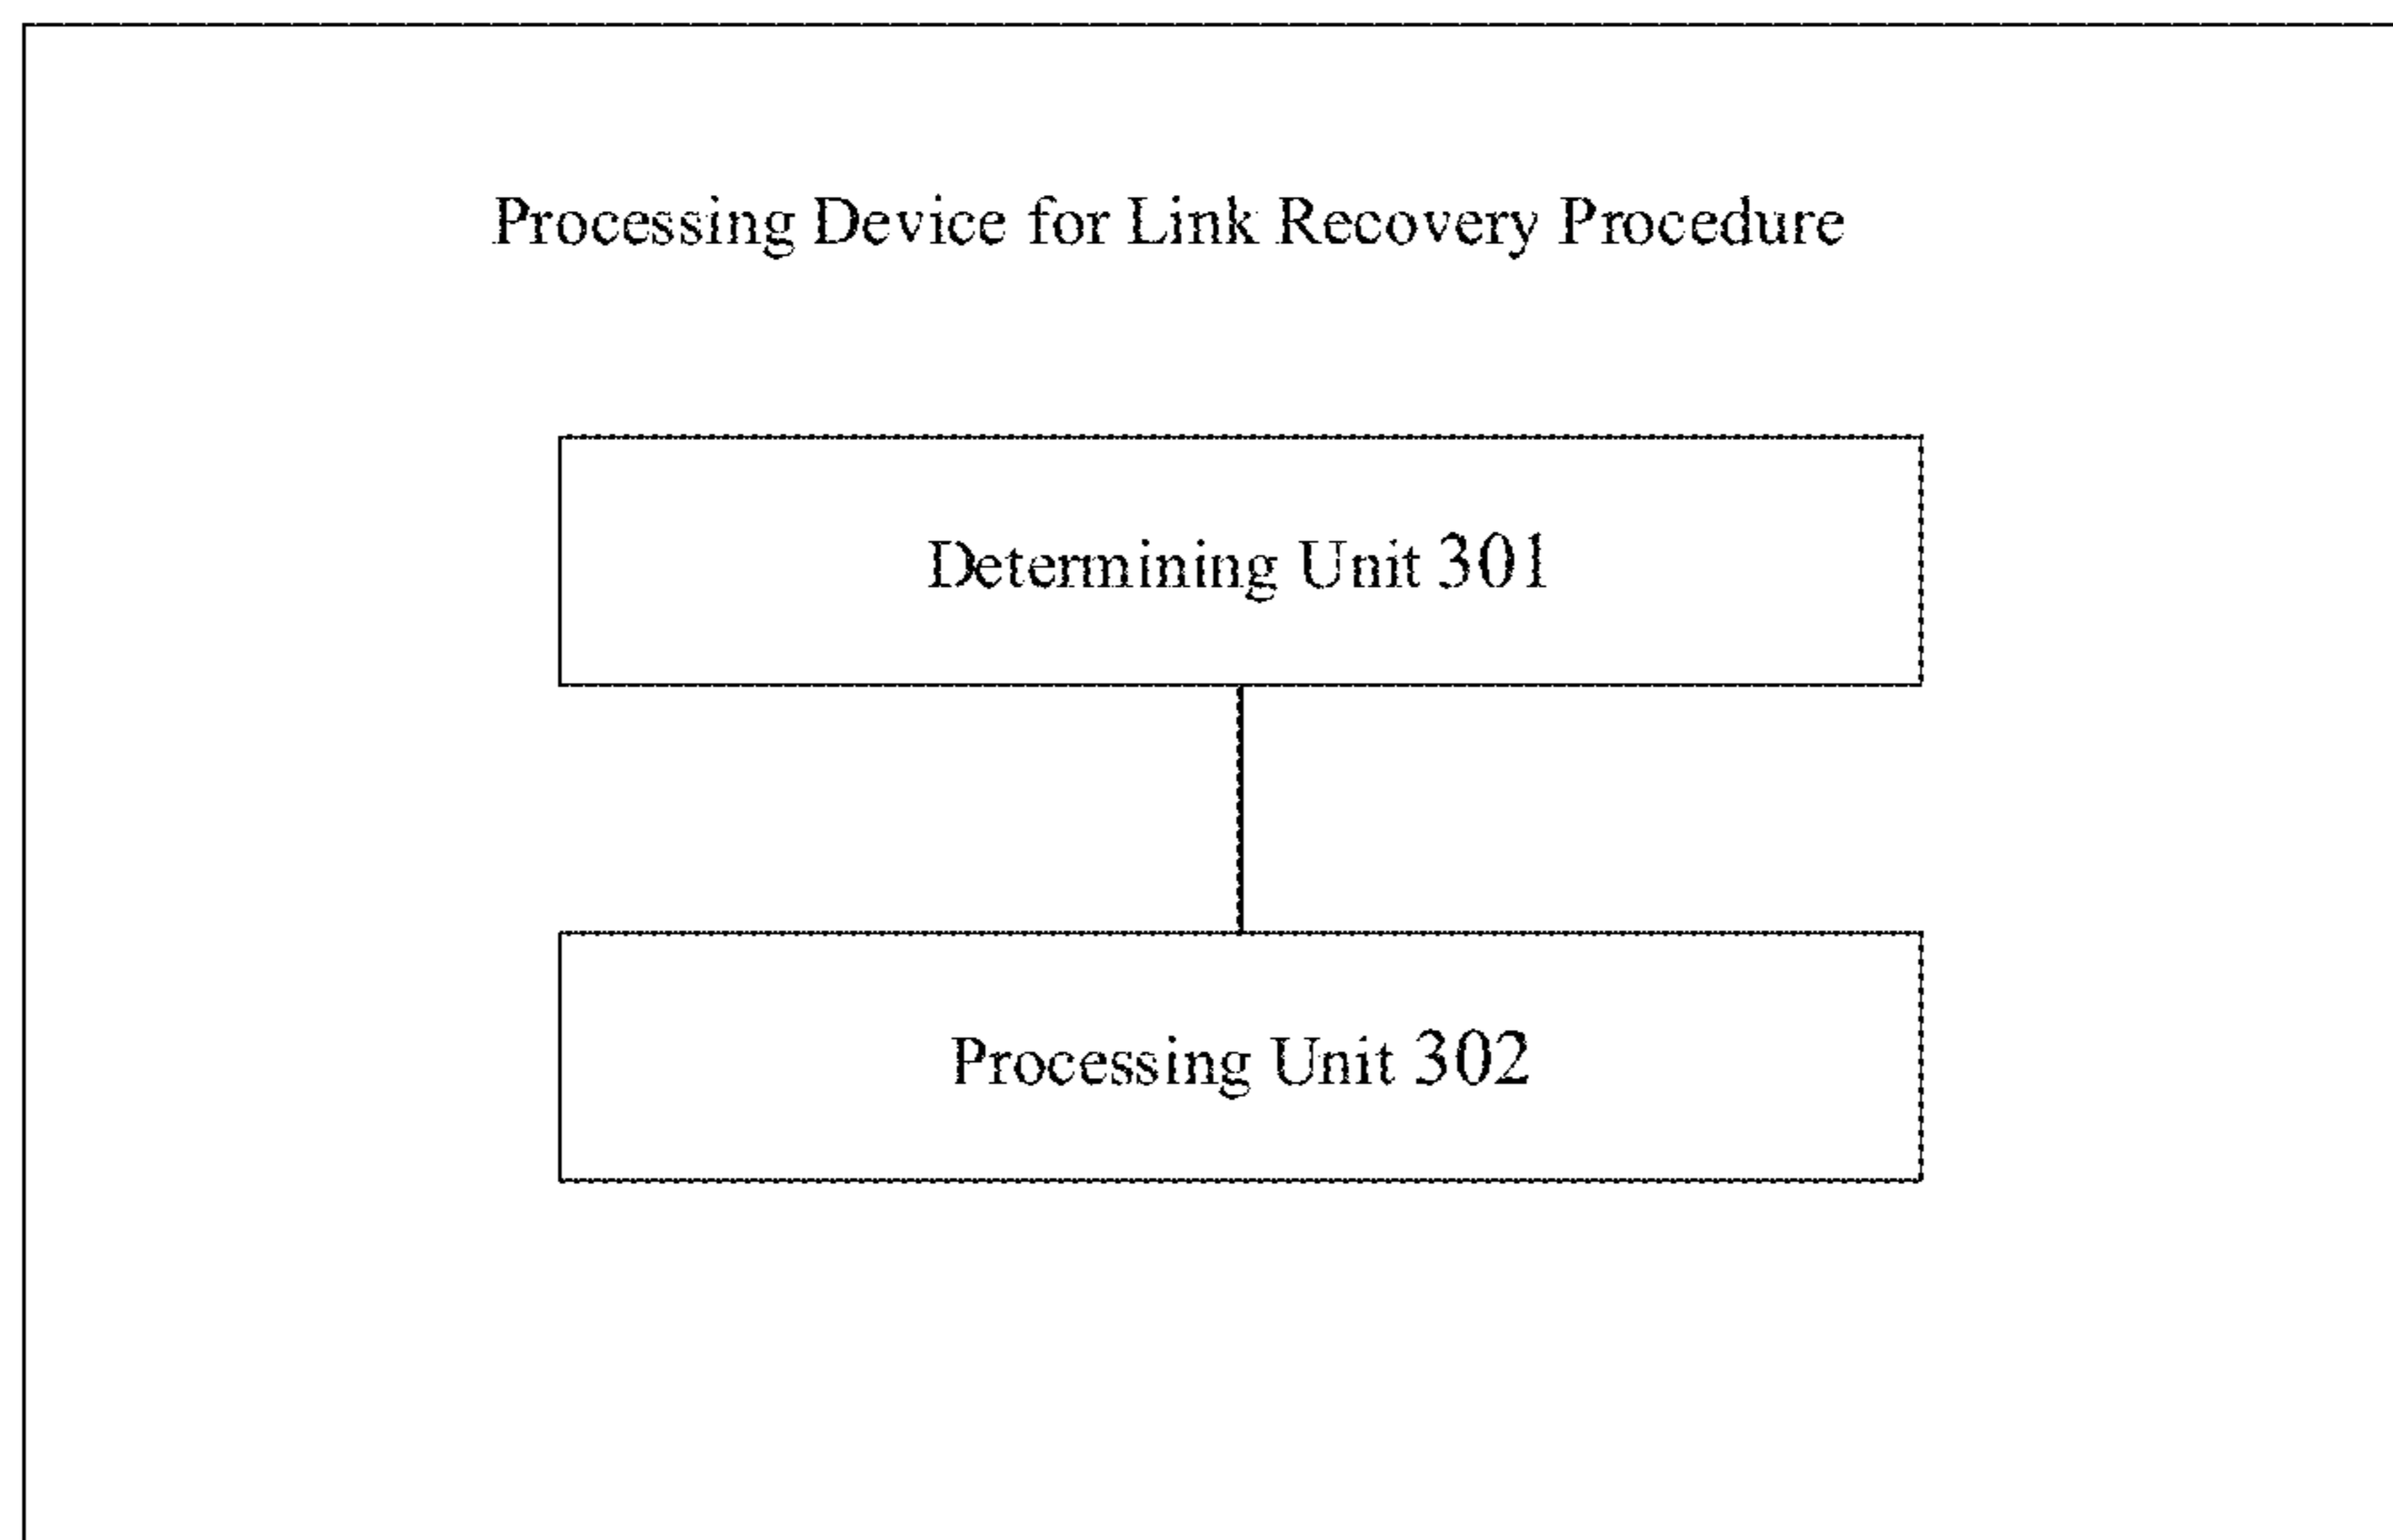 Processing Device for Link Recovery Procedure
Determining Unit 301
Processing Unit 302